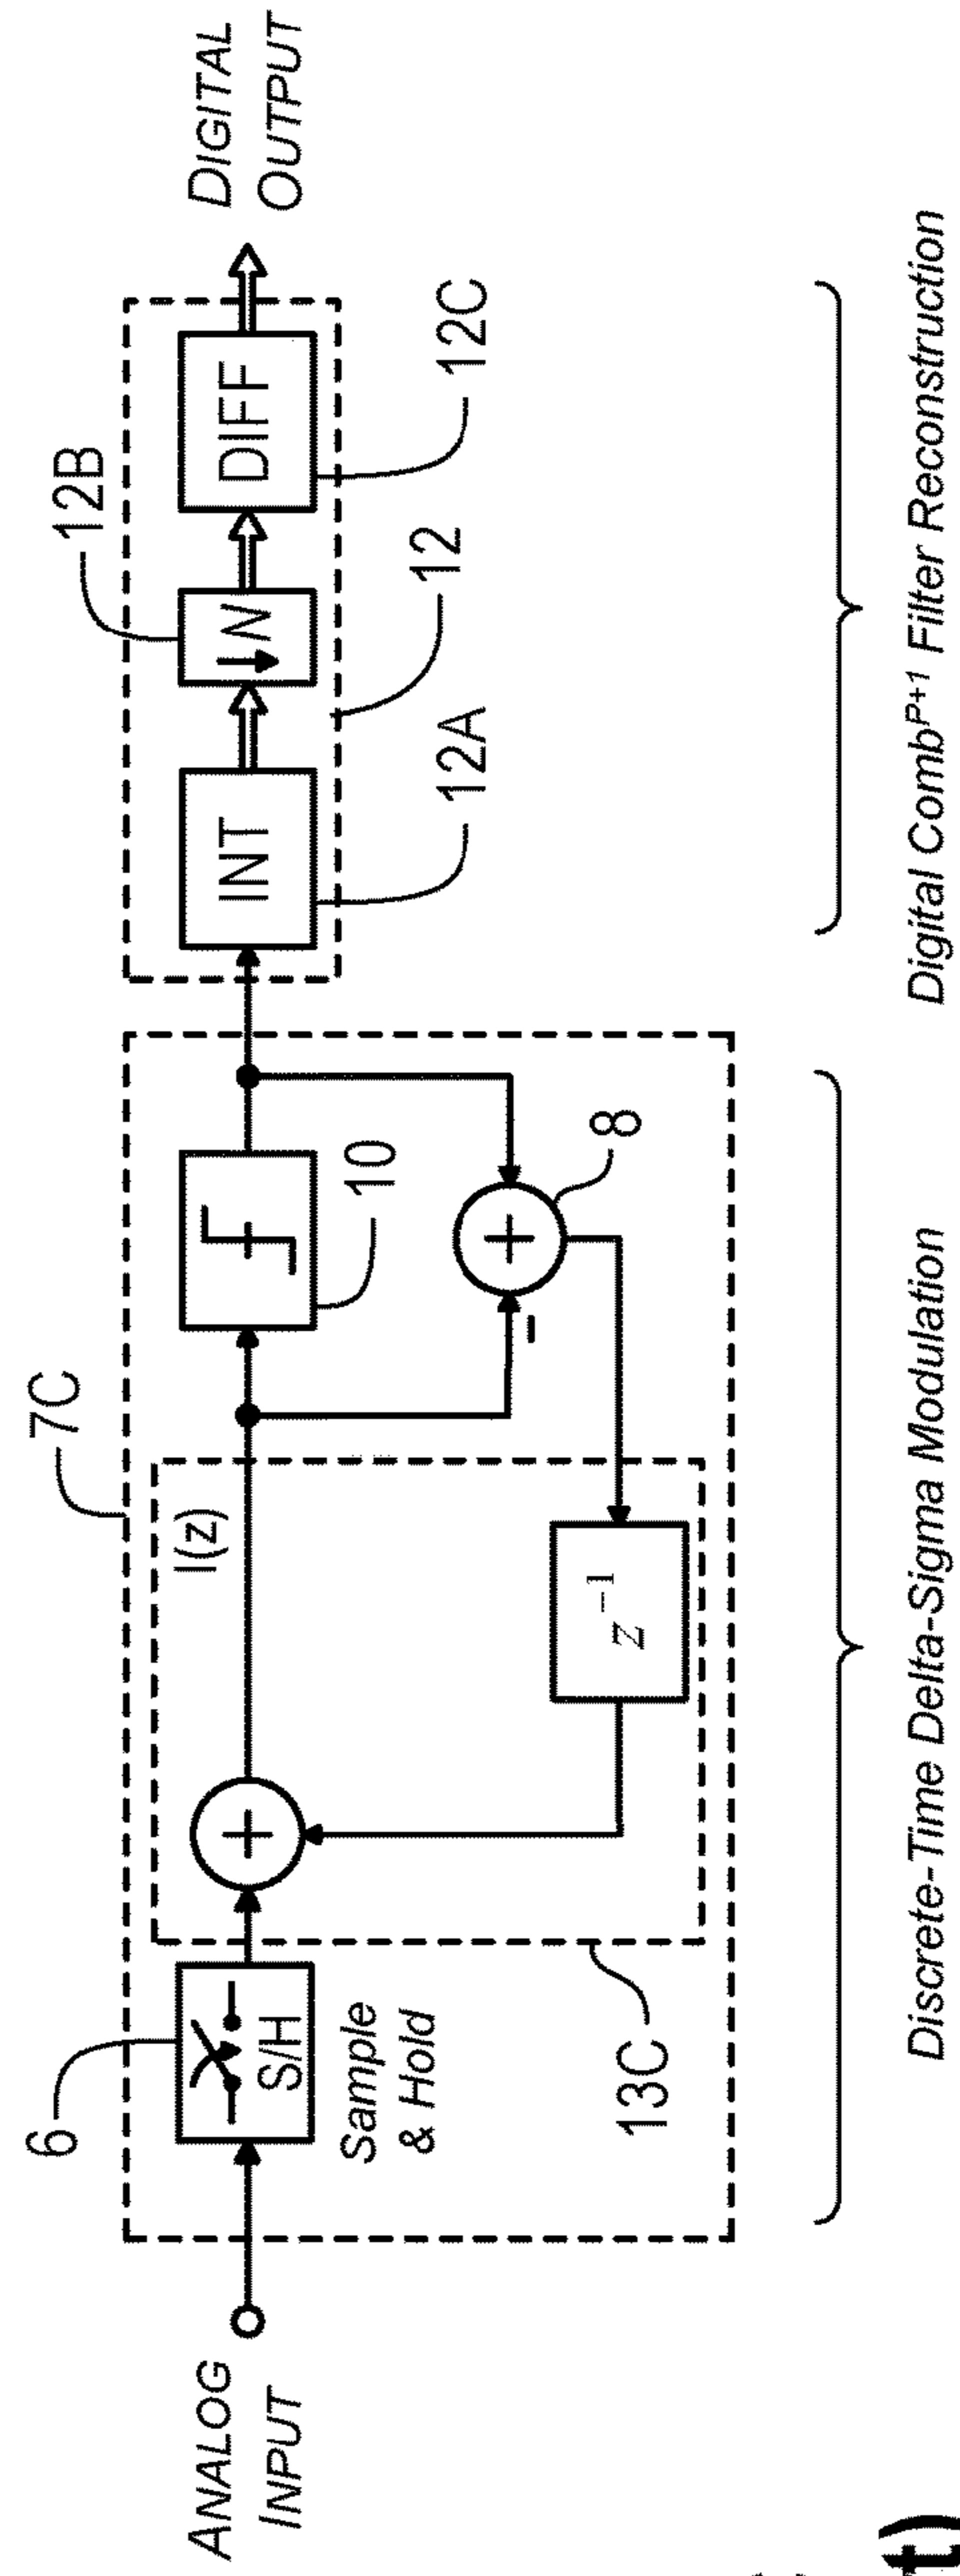 7C
12B
6
ANALOG
INPUT
S/H
Sample
& Hold
+
I(z)
z⁻¹
13C
10
+
-
8
INT
12A
↓N
12
DIFF
12C
DIGITAL
OUTPUT
Discrete-Time Delta-Sigma Modulation
Digital Combᴾ⁺¹ Filter Reconstruction
t)